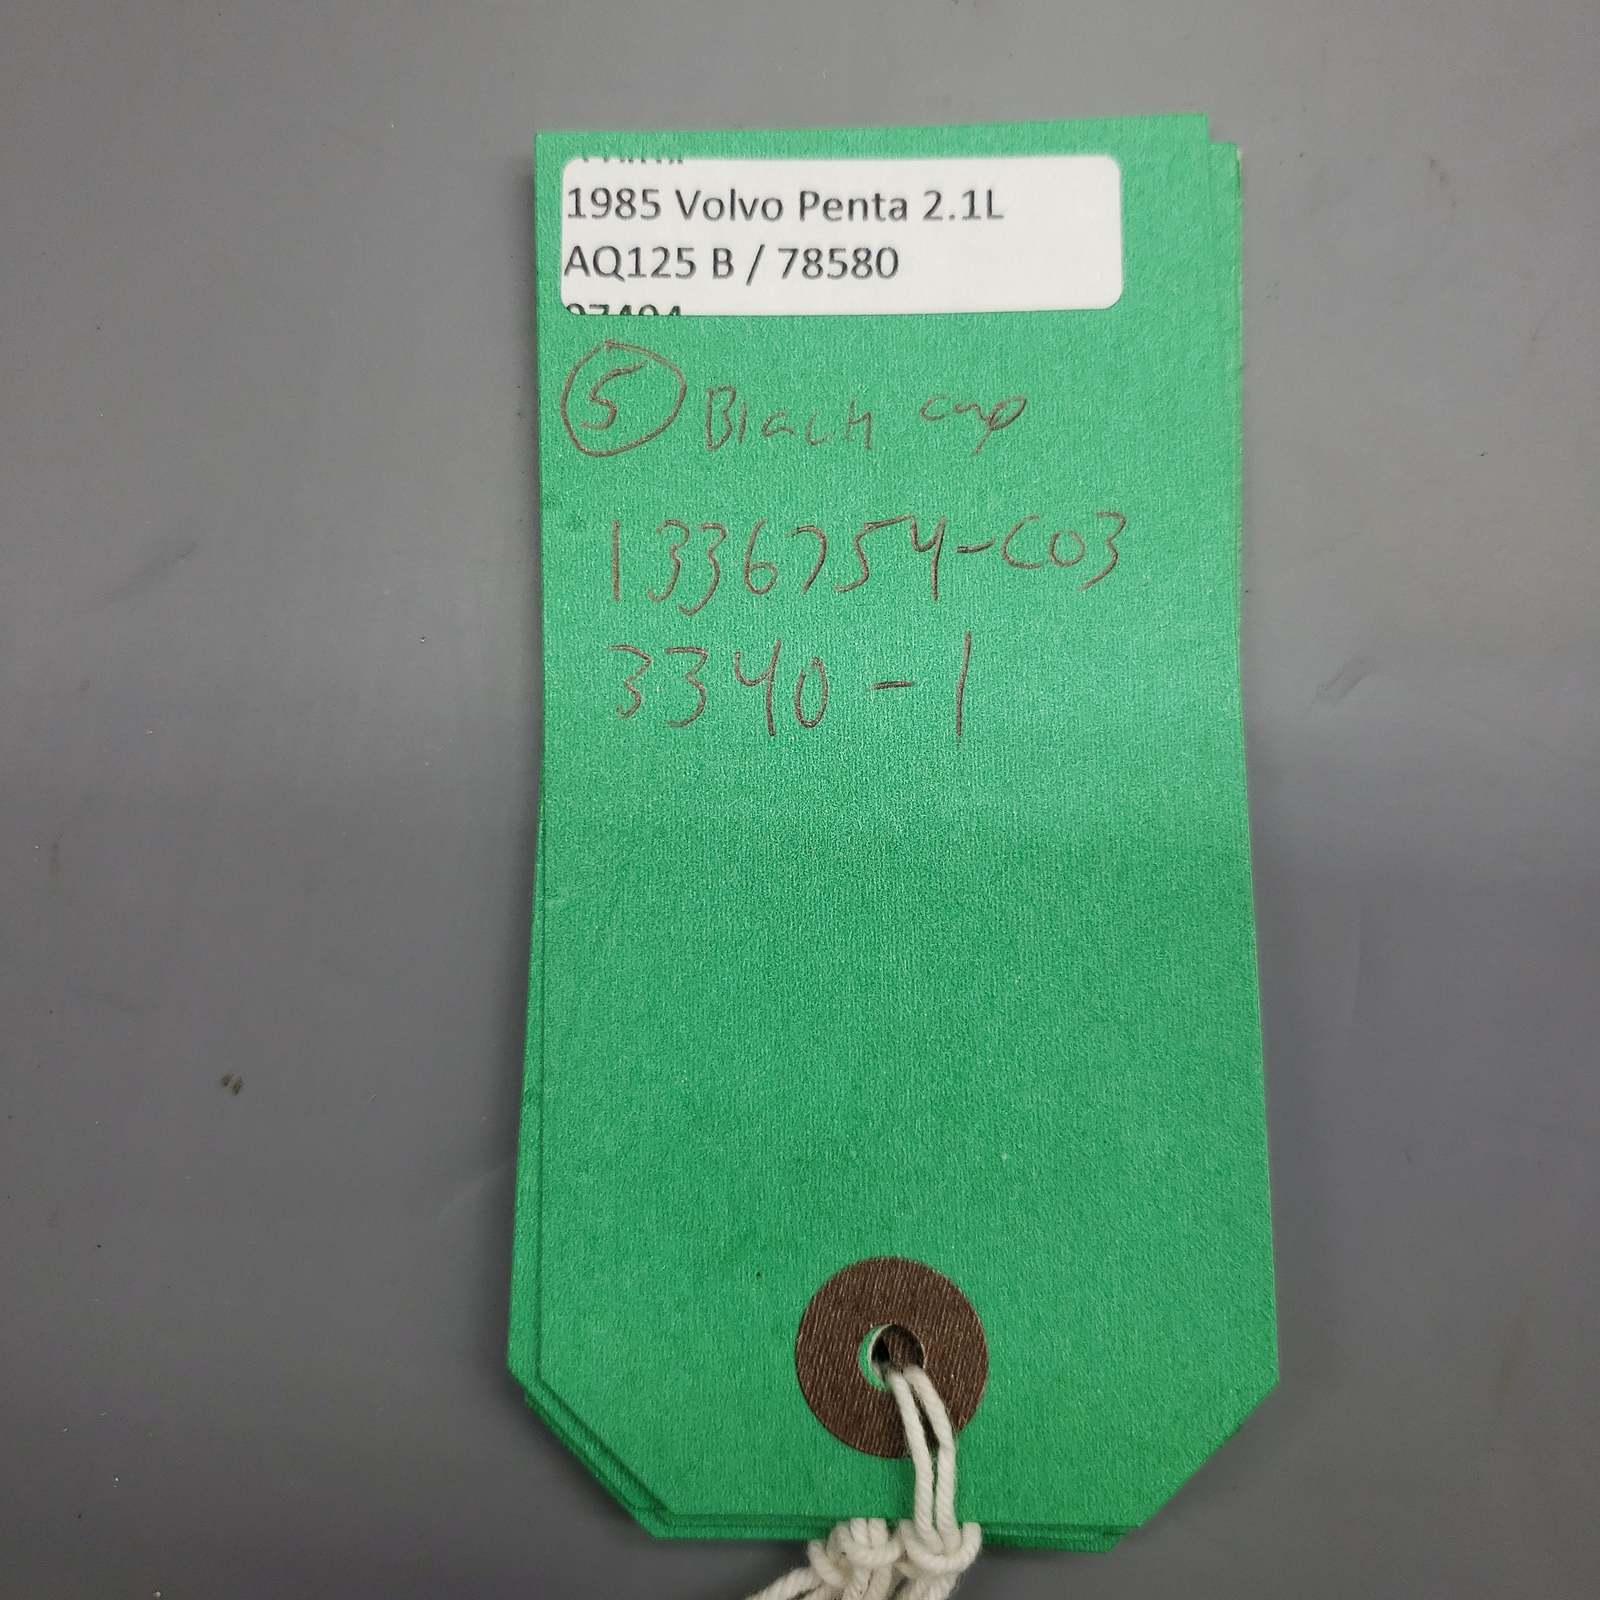 1985 Volvo Penta 2.1L
AQ125 B / 78580
5 Black cap
1336754-C03
3340-1